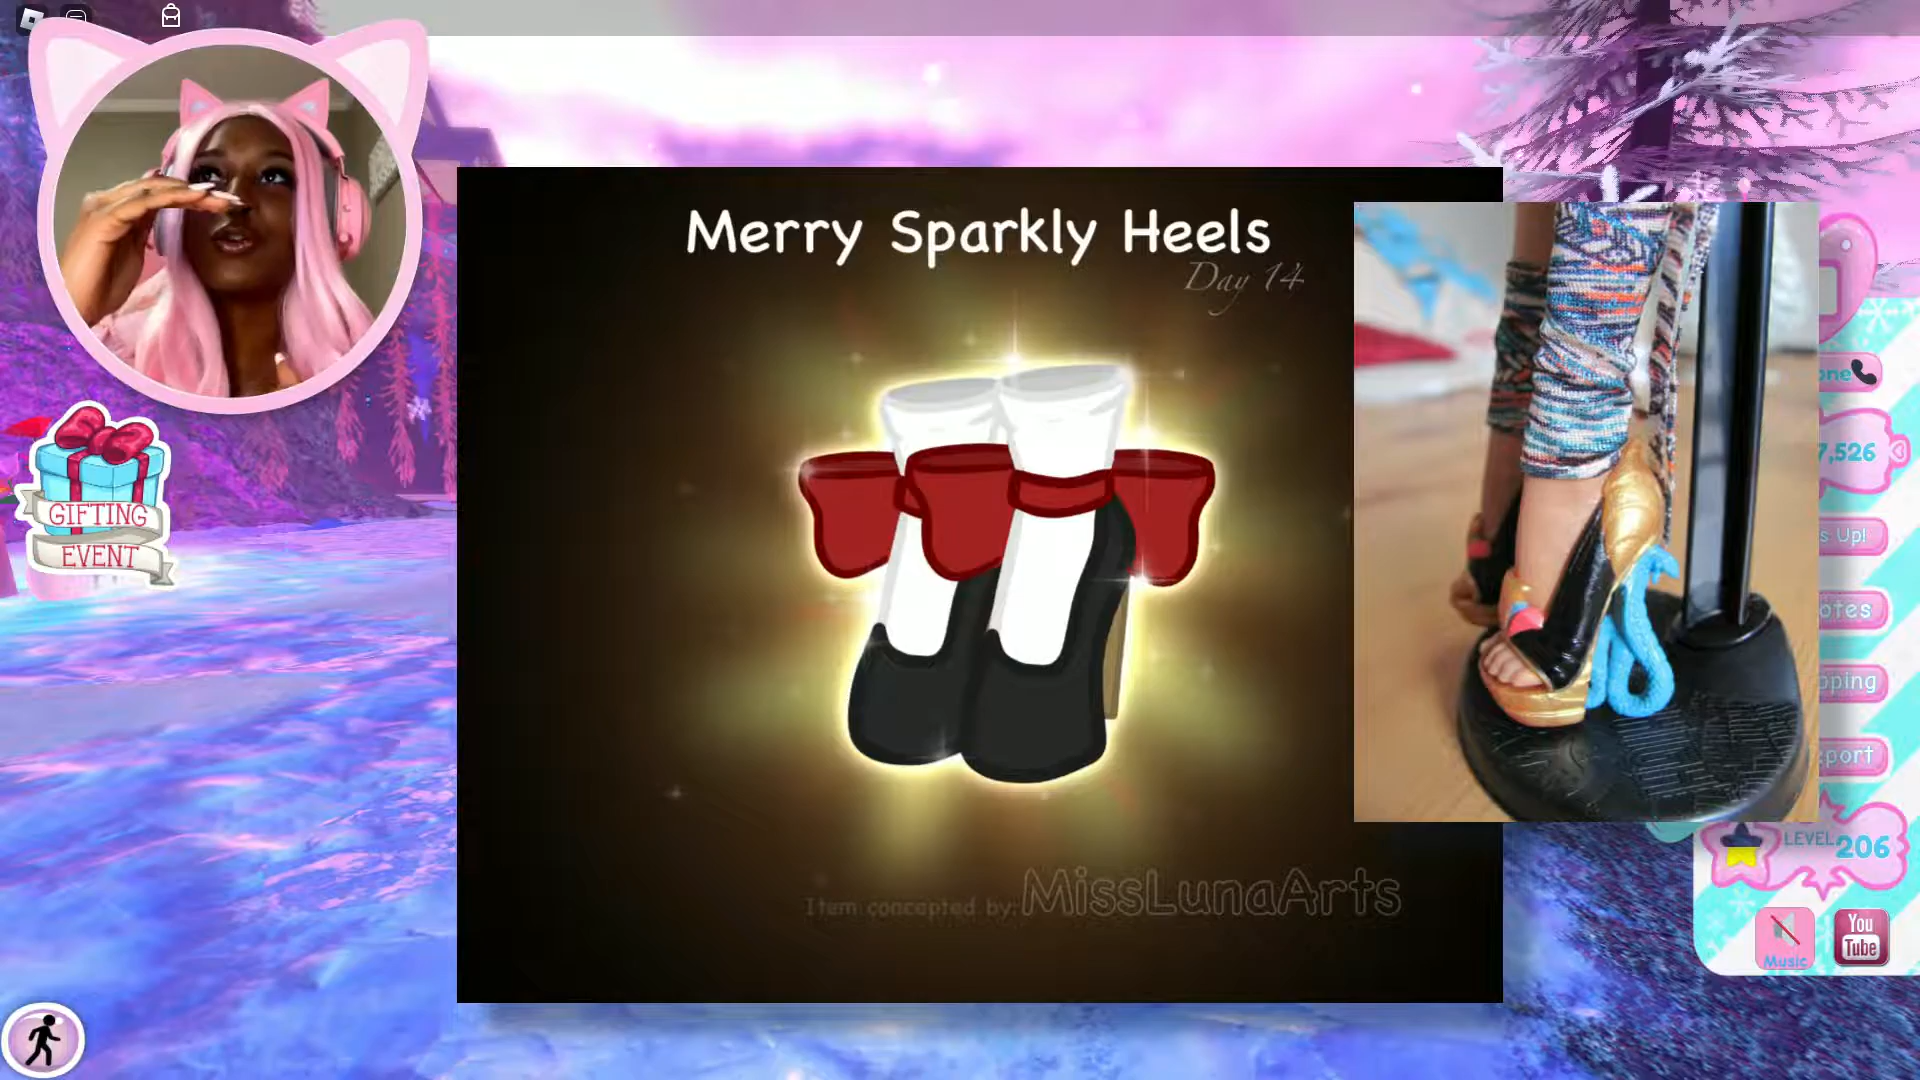 Merry Sparkly Heels
Day 14
GIFTING
EVENT
one
7,526
s Up!
otes
pping
port
LEVEL 206
Item concepted by: MissLunaArts
Music
You
Tube